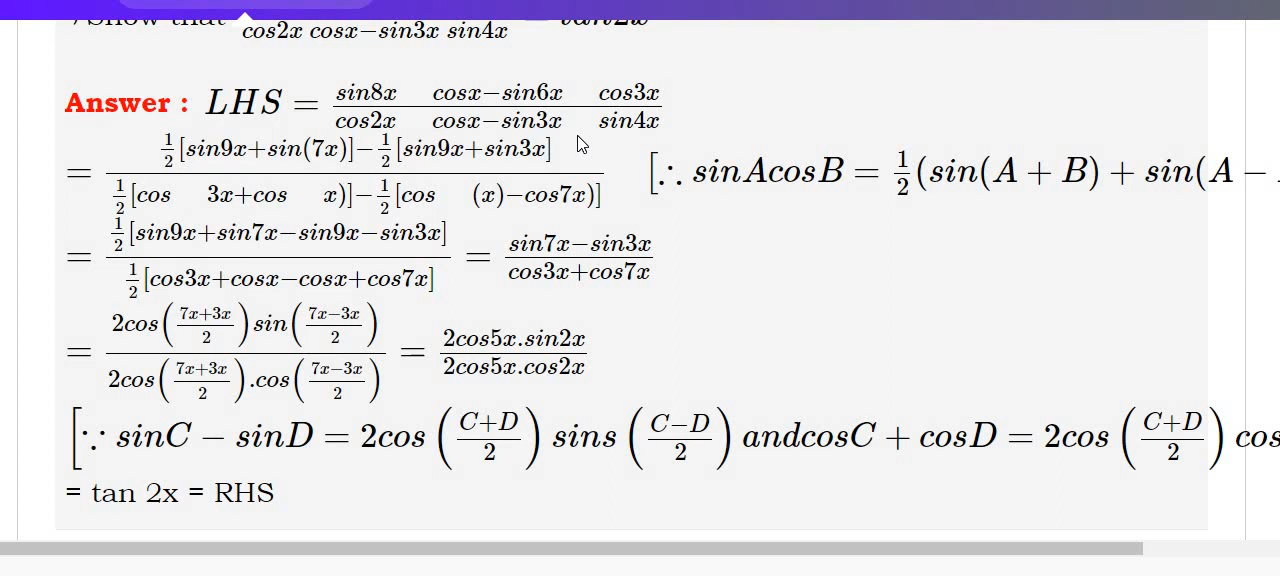 cos2x cosx−sin3x sin4x
Answer : LHS = sin8x cosx−sin6x cos3x / cos2x cosx−sin3x sin4x
= 1/2[sin9x+sin(7x)]−1/2[sin9x+sin3x] / 1/2[cos 3x+cos x)]−1/2[cos (x)−cos7x)] [∴ sinAcosB = 1/2(sin(A + B) + sin(A −
= 1/2[sin9x+sin7x−sin9x−sin3x] / 1/2[cos3x+cosx−cosx+cos7x] = sin7x−sin3x / cos3x+cos7x
= 2cos(7x+3x/2)sin(7x−3x/2) / 2cos(7x+3x/2).cos(7x−3x/2) = 2cos5x.sin2x / 2cos5x.cos2x
[∵ sinC − sinD = 2cos (C+D/2) sins (C−D/2) andcosC + cosD = 2cos (C+D/2) cos
= tan 2x = RHS